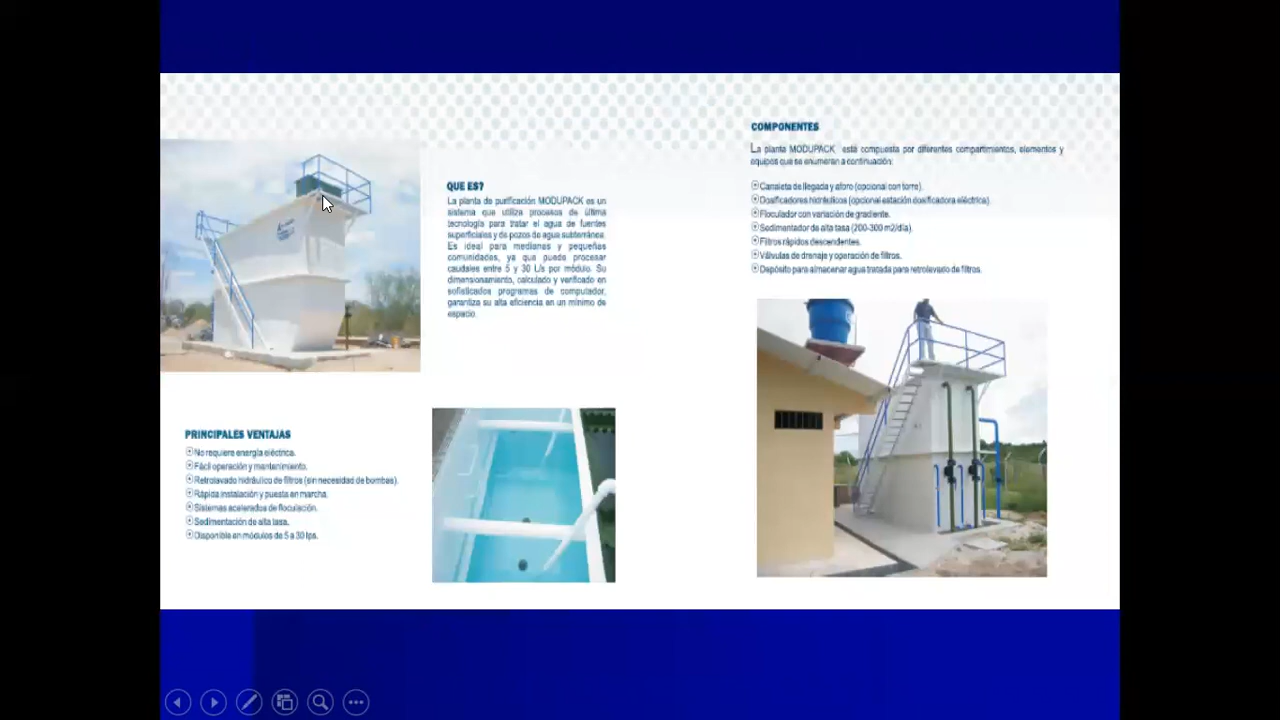 QUE ES?
La planta de purificación MODUPACK es un
sistema que utiliza procesos de última
tecnología para tratar el agua de fuentes
superficiales y de pozos de agua subterránea.
Es ideal para medianas y pequeñas
comunidades, ya que puede procesar
caudales entre 5 y 30 L/s por módulo. Su
dimensionamiento, calculado y verificado en
sofisticados programas de computador,
garantiza su alta eficiencia en un mínimo de
espacio.
PRINCIPALES VENTAJAS
No requiere energía eléctrica.
Fácil operación y mantenimiento.
Retrolavado hidráulico de filtros (sin necesidad de bombas).
Rápida instalación y puesta en marcha.
Sistemas acelerados de floculación.
Sedimentación de alta tasa.
Disponible en módulos de 5 a 30 lps.
COMPONENTES
La planta MODUPACK está compuesta por diferentes compartimientos, elementos y
equipos que se enumeran a continuación:
Canaleta de llegada y aforo (opcional con torre).
Dosificadores hidráulicos (opcional estación dosificadora eléctrica).
Floculador con variación de gradiente.
Sedimentador de alta tasa (200-300 m2/día).
Filtros rápidos descendentes.
Válvulas de drenaje y operación de filtros.
Depósito para almacenar agua tratada para retrolavado de filtros.